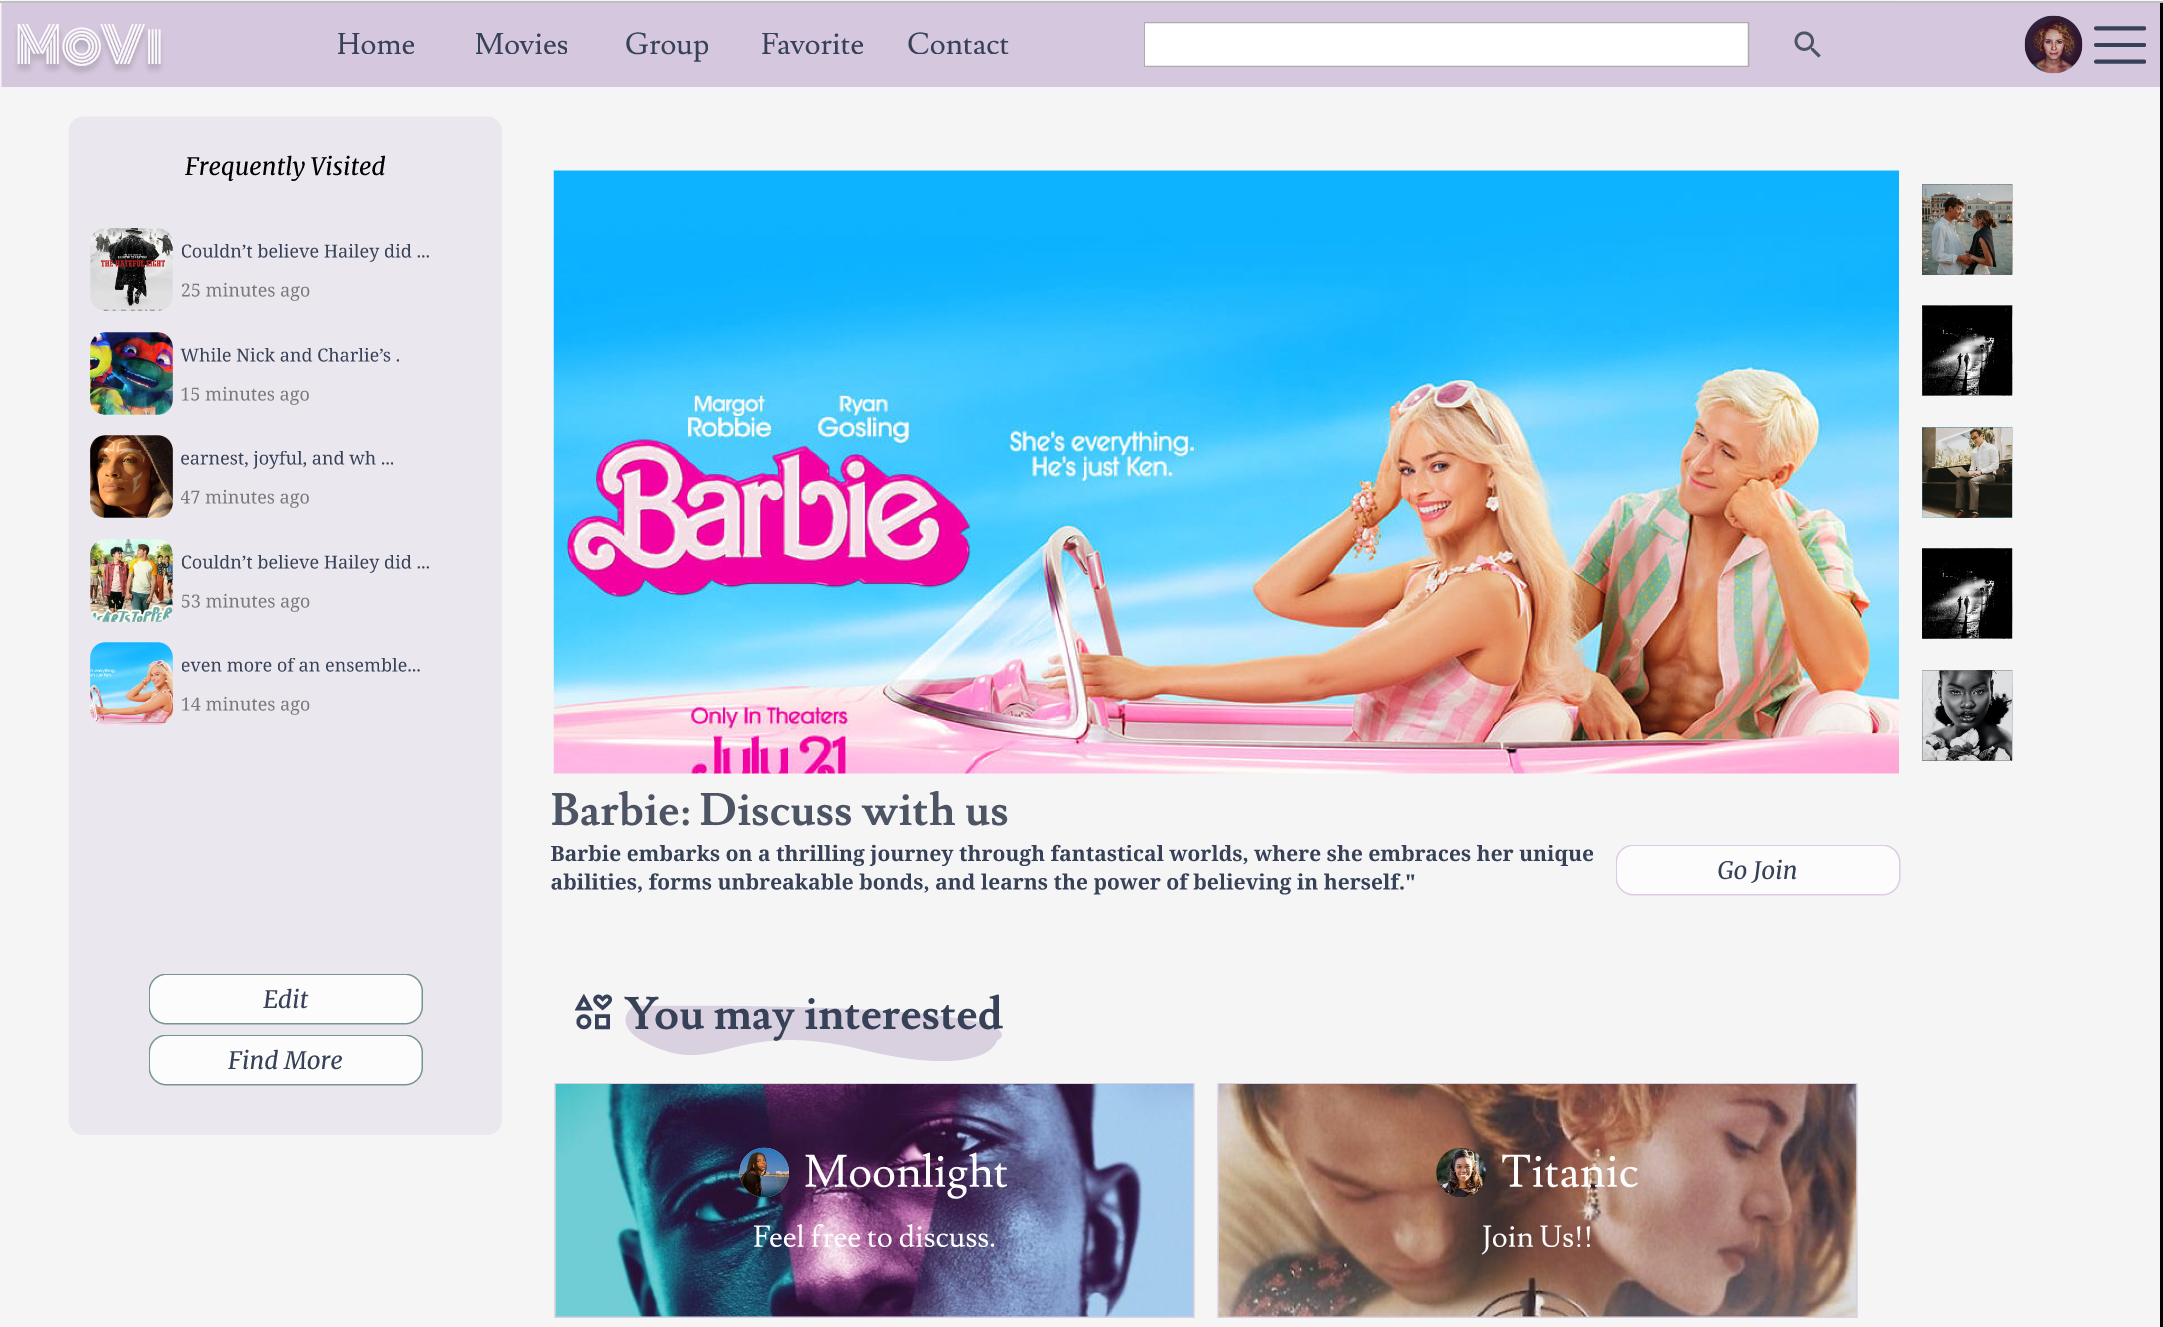 MoVi
Home
Movies
Group
Favorite
Contact
Frequently Visited
THE HATEFUL EIGHT
Couldn’t believe Hailey did ...
25 minutes ago
While Nick and Charlie’s .
15 minutes ago
earnest, joyful, and wh ...
47 minutes ago
Couldn’t believe Hailey did ...
53 minutes ago
even more of an ensemble...
14 minutes ago
Edit
Find More
Margot
Robbie
Ryan
Gosling
Barbie
She's everything.
He's just Ken.
Only In Theaters
July 21
Barbie: Discuss with us
Barbie embarks on a thrilling journey through fantastical worlds, where she embraces her unique
abilities, forms unbreakable bonds, and learns the power of believing in herself."
Go Join
You may interested
Moonlight
Feel free to discuss.
Titanic
Join Us!!